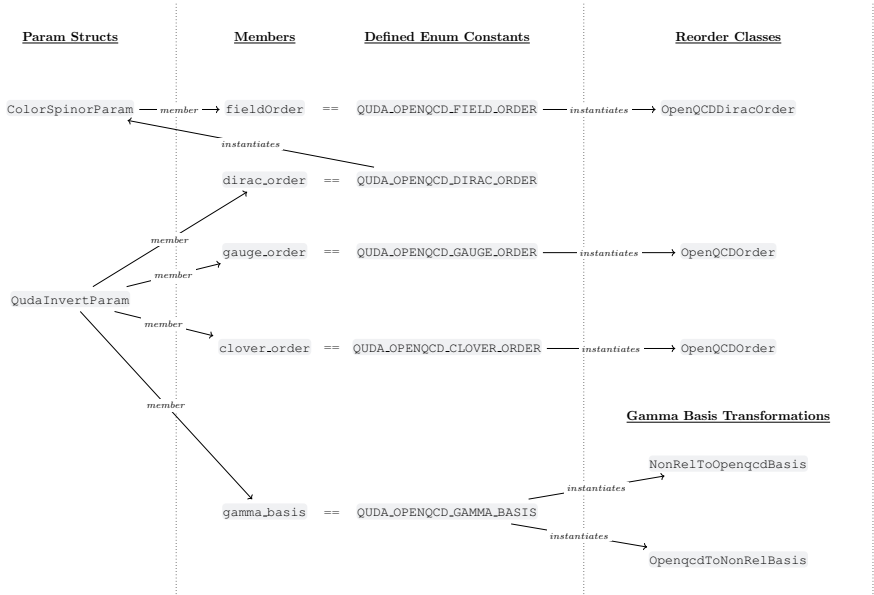 Param Structs Members Defined Enum Constants Reorder Classes
ColorSpinorParam member fieldOrder == QUDA_OPENQCD_FIELD_ORDER instantiates OpenQCDDiracOrder
instantiates
dirac_order == QUDA_OPENQCD_DIRAC_ORDER
member
gauge_order == QUDA_OPENQCD_GAUGE_ORDER instantiates OpenQCDOrder
member
QudaInvertParam
member
clover_order == QUDA_OPENQCD_CLOVER_ORDER instantiates OpenQCDOrder
member
Gamma Basis Transformations
NonRelToOpenqcdBasis
instantiates
gamma_basis == QUDA_OPENQCD_GAMMA_BASIS
instantiates
OpenqcdToNonRelBasis